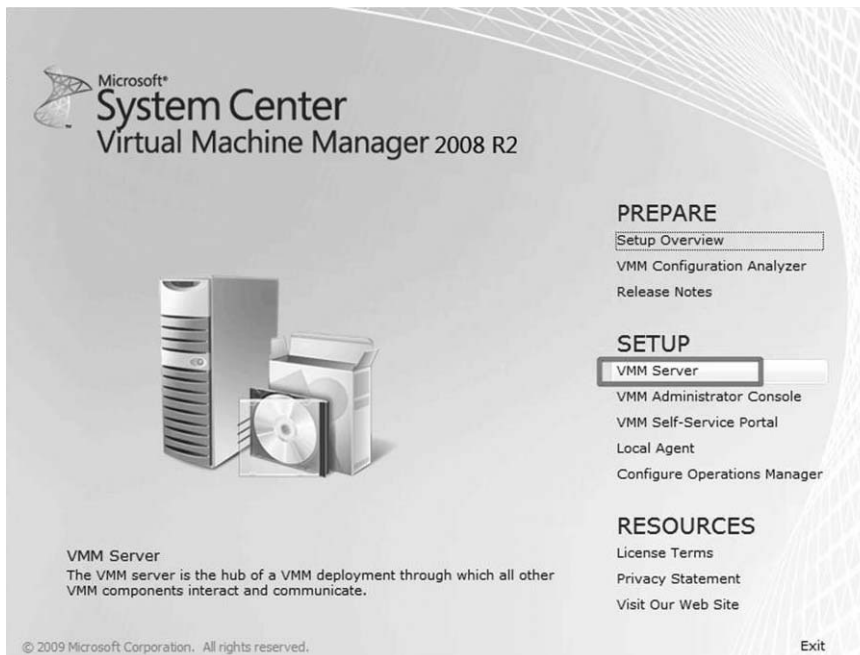 Microsoft®
System Center
Virtual Machine Manager 2008 R2
PREPARE
Setup Overview
VMM Configuration Analyzer
Release Notes
SETUP
VMM Server
VMM Administrator Console
VMM Self-Service Portal
Local Agent
Configure Operations Manager
RESOURCES
License Terms
Privacy Statement
Visit Our Web Site
VMM Server
The VMM server is the hub of a VMM deployment through which all other
VMM components interact and communicate.
© 2009 Microsoft Corporation. All rights reserved.
Exit